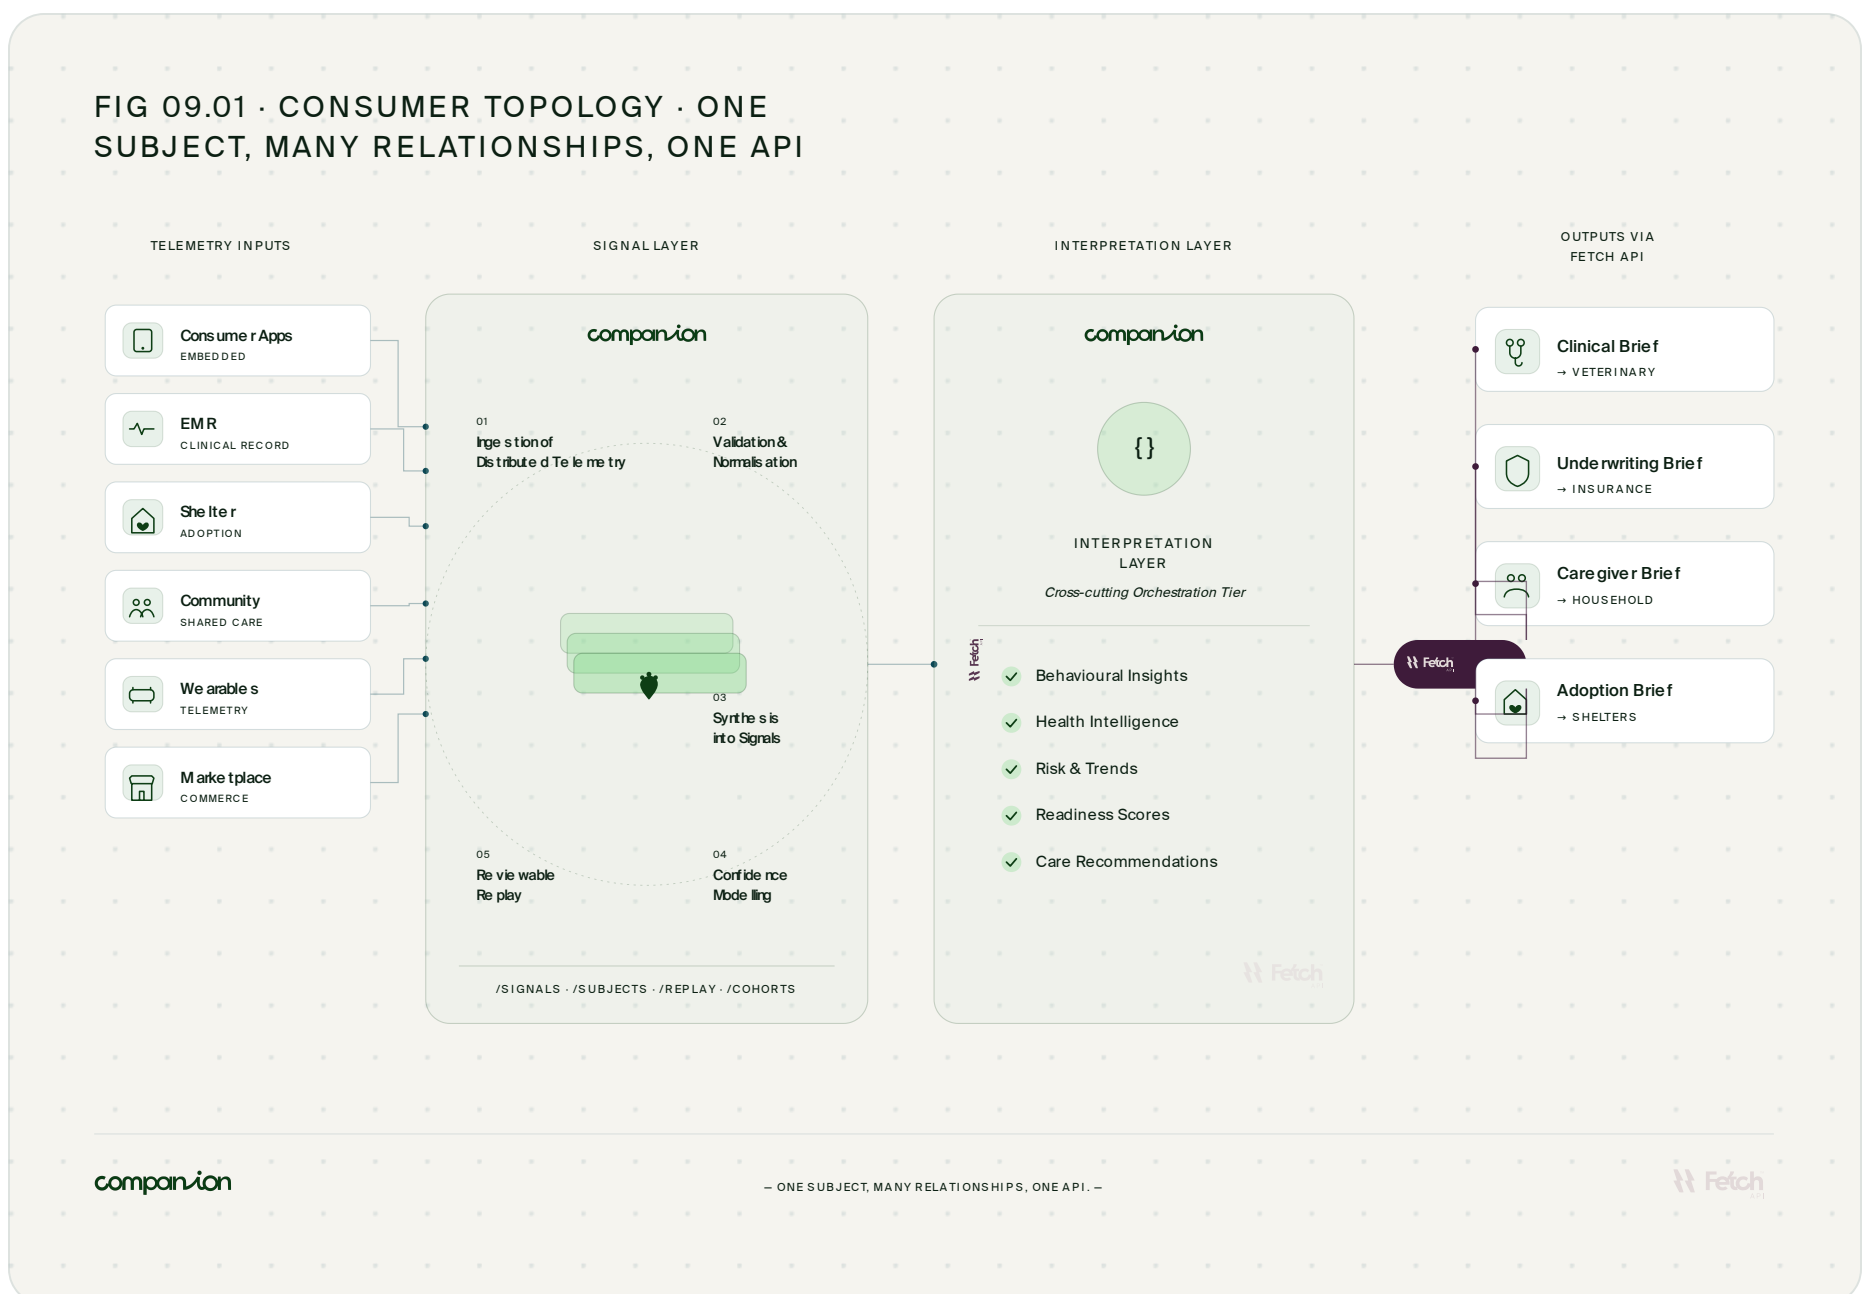 FIG 09.01 · CONSUMER TOPOLOGY · ONE
SUBJECT, MANY RELATIONSHIPS, ONE API
TELEMETRY INPUTS
SIGNAL LAYER
INTERPRETATION LAYER
OUTPUTS VIA
FETCH API
Consumer Apps
EMBEDDED
EMR
CLINICAL RECORD
Shelter
ADOPTION
Community
SHARED CARE
Wearables
TELEMETRY
Marketplace
COMMERCE
companion
01
Ingestion of
Distributed Telemetry
02
Validation &
Normalisation
03
Synthesis
into Signals
05
Reviewable
Replay
04
Confidence
Modelling
/SIGNALS · /SUBJECTS · /REPLAY · /COHORTS
companion
{ }
INTERPRETATION
LAYER
Cross-cutting Orchestration Tier
Fetch
Behavioural Insights
Health Intelligence
Risk & Trends
Readiness Scores
Care Recommendations
Fetch
API
Fetch
Clinical Brief
→ VETERINARY
Underwriting Brief
→ INSURANCE
Caregiver Brief
→ HOUSEHOLD
Adoption Brief
→ SHELTERS
companion
— ONE SUBJECT, MANY RELATIONSHIPS, ONE API. —
Fetch
API